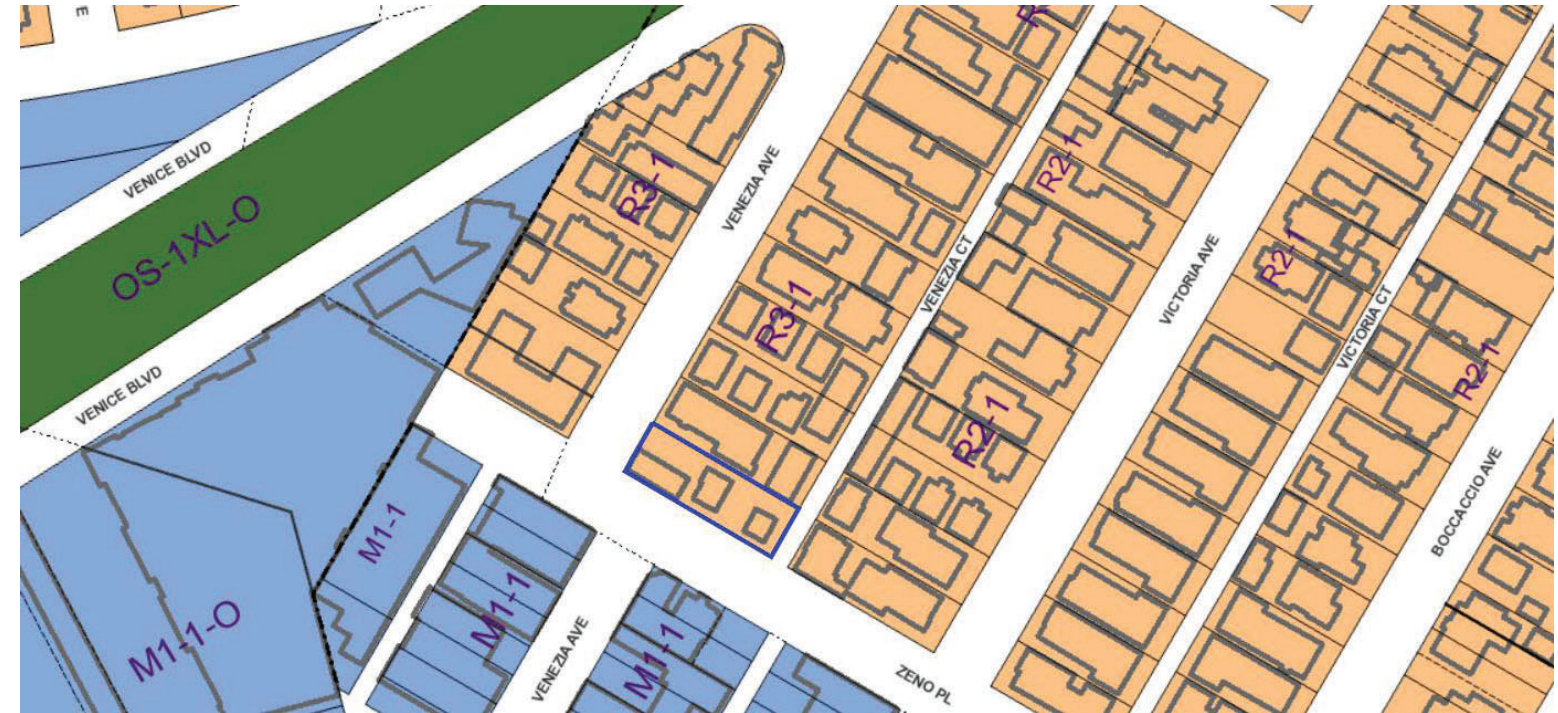 E
R
VENICE BLVD
R3-1
VENEZIA AVE
R2-1
OS-1XL-O
VENEZIA CT
VICTORIA AVE
R2-1
R3-1
VICTORIA CT
R2-1
VENICE BLVD
R2-1
BOCCACCIO AVE
M1-1
M1-1
M1-1-O
VENEZIA AVE
M1-1
ZENO PL